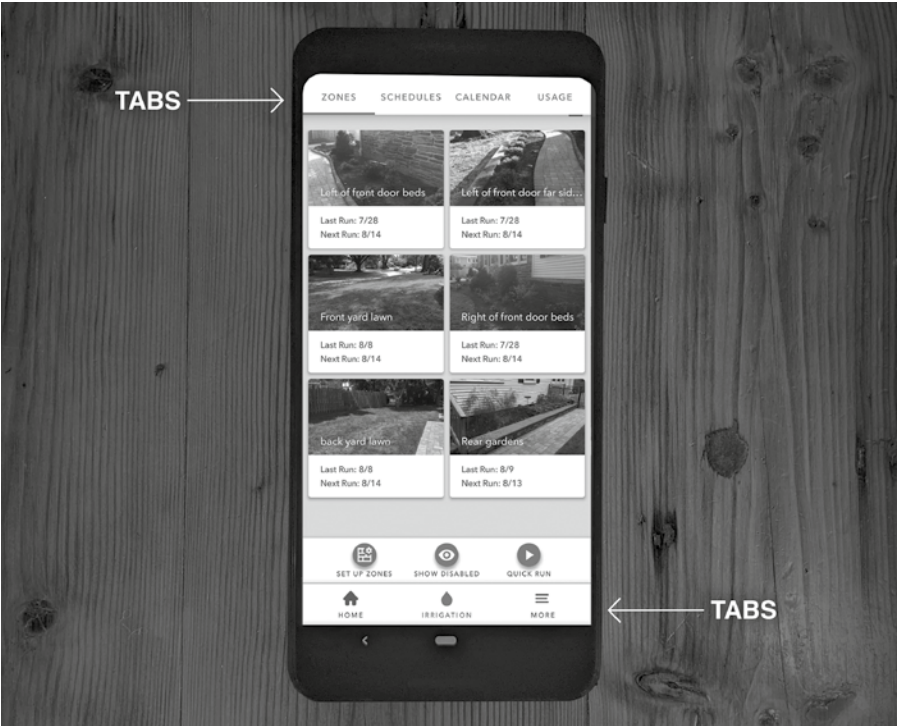 TABS
ZONES SCHEDULES CALENDAR USAGE
Left of front door beds
Last Run: 7/28
Next Run: 8/14
Left of front door far sid...
Last Run: 7/28
Next Run: 8/14
Front yard lawn
Last Run: 8/8
Next Run: 8/14
Right of front door beds
Last Run: 7/28
Next Run: 8/14
back yard lawn
Last Run: 8/8
Next Run: 8/14
Rear gardens
Last Run: 8/9
Next Run: 8/13
SET UP ZONES SHOW DISABLED QUICK RUN
HOME IRRIGATION MORE
TABS